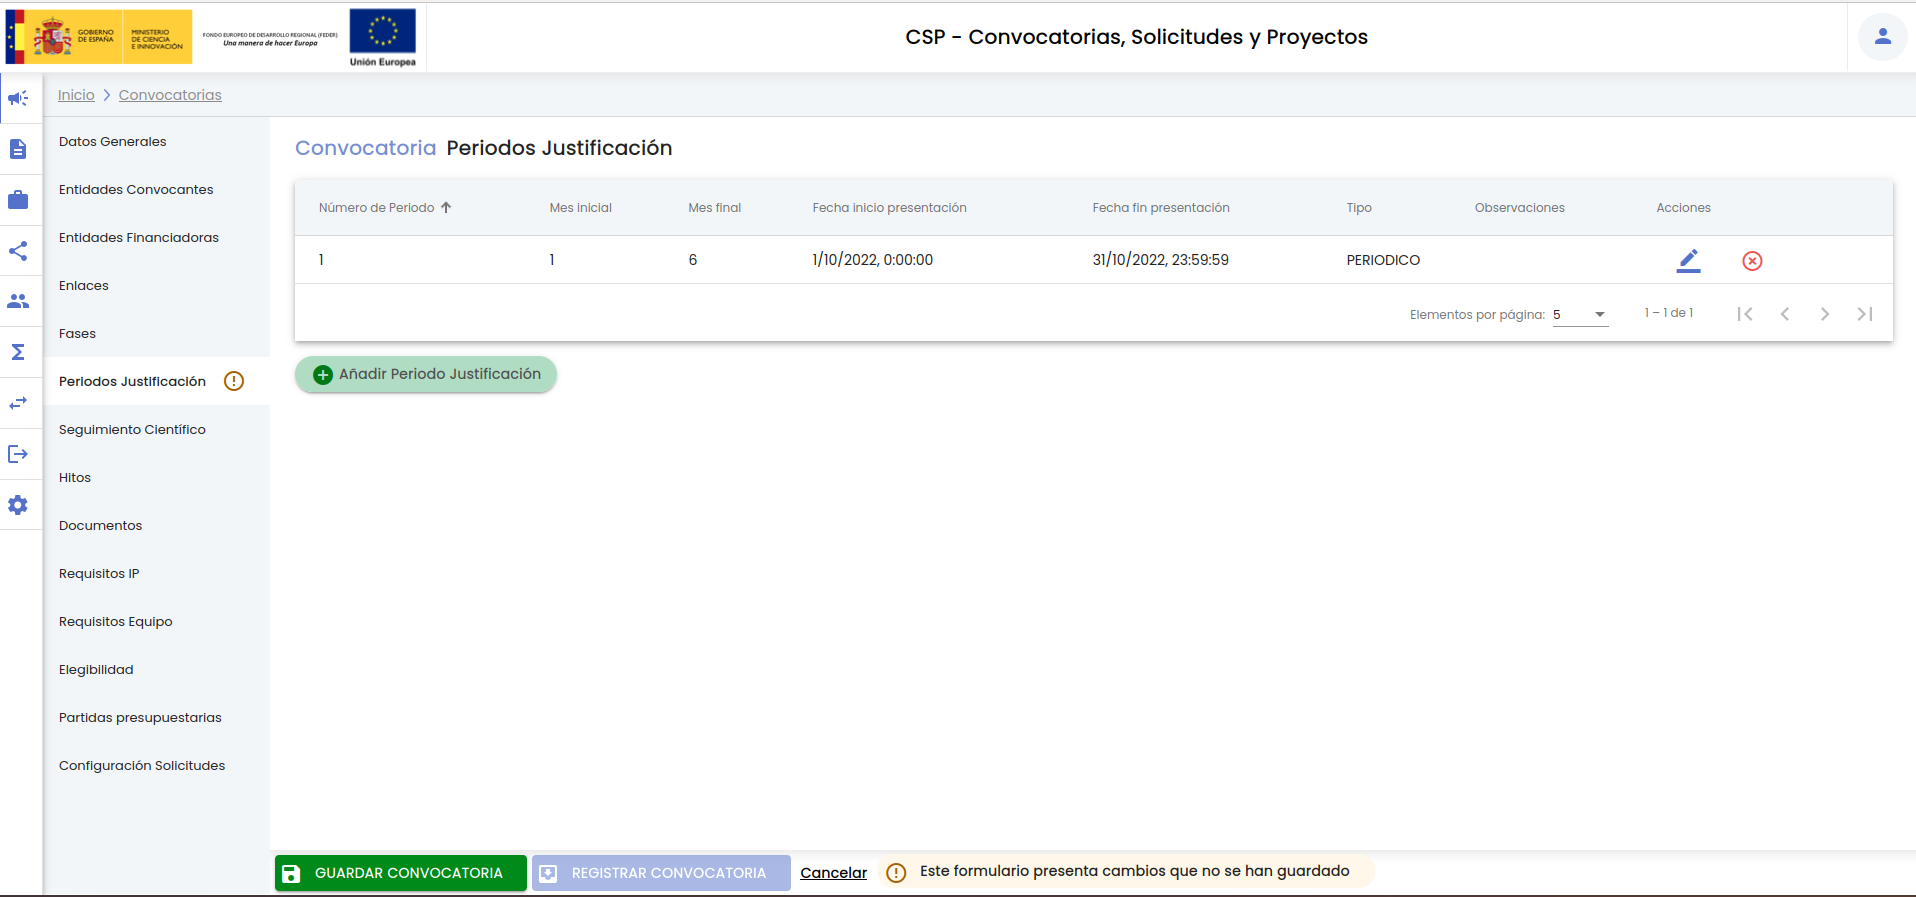 GOBIERNO
DE ESPAÑA
MINISTERIO
DE CIENCIA
E INNOVACIÓN
FONDO EUROPEO DE DESARROLLO REGIONAL (FEDER)
Una manera de hacer Europa
Unión Europea
CSP - Convocatorias, Solicitudes y Proyectos
Inicio > Convocatorias
Datos Generales
Entidades Convocantes
Entidades Financiadoras
Enlaces
Fases
Periodos Justificación
Seguimiento Científico
Hitos
Documentos
Requisitos IP
Requisitos Equipo
Elegibilidad
Partidas presupuestarias
Configuración Solicitudes
Convocatoria Periodos Justificación
Número de Periodo Mes inicial Mes final Fecha inicio presentación Fecha fin presentación Tipo Observaciones Acciones
1 1 6 1/10/2022, 0:00:00 31/10/2022, 23:59:59 PERIODICO
Elementos por página: 5 1 – 1 de 1
Añadir Periodo Justificación
GUARDAR CONVOCATORIA REGISTRAR CONVOCATORIA Cancelar Este formulario presenta cambios que no se han guardado